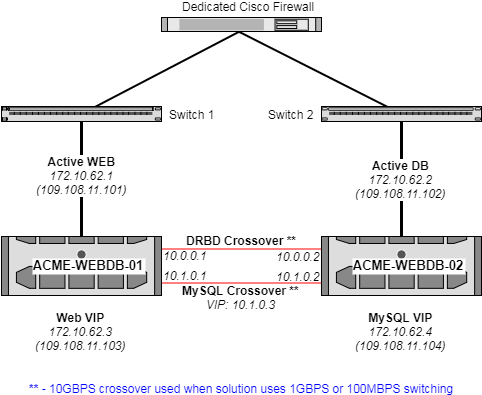 Dedicated Cisco Firewall
Switch 1
Switch 2
Active WEB
172.10.62.1
(109.108.11.101)
Active DB
172.10.62.2
(109.108.11.102)
ACME-WEBDB-01
DRBD Crossover **
10.0.0.1
10.0.0.2
10.1.0.1
10.1.0.2
MySQL Crossover **
VIP: 10.1.0.3
ACME-WEBDB-02
Web VIP
172.10.62.3
(109.108.11.103)
MySQL VIP
172.10.62.4
(109.108.11.104)
** - 10GBPS crossover used when solution uses 1GBPS or 100MBPS switching